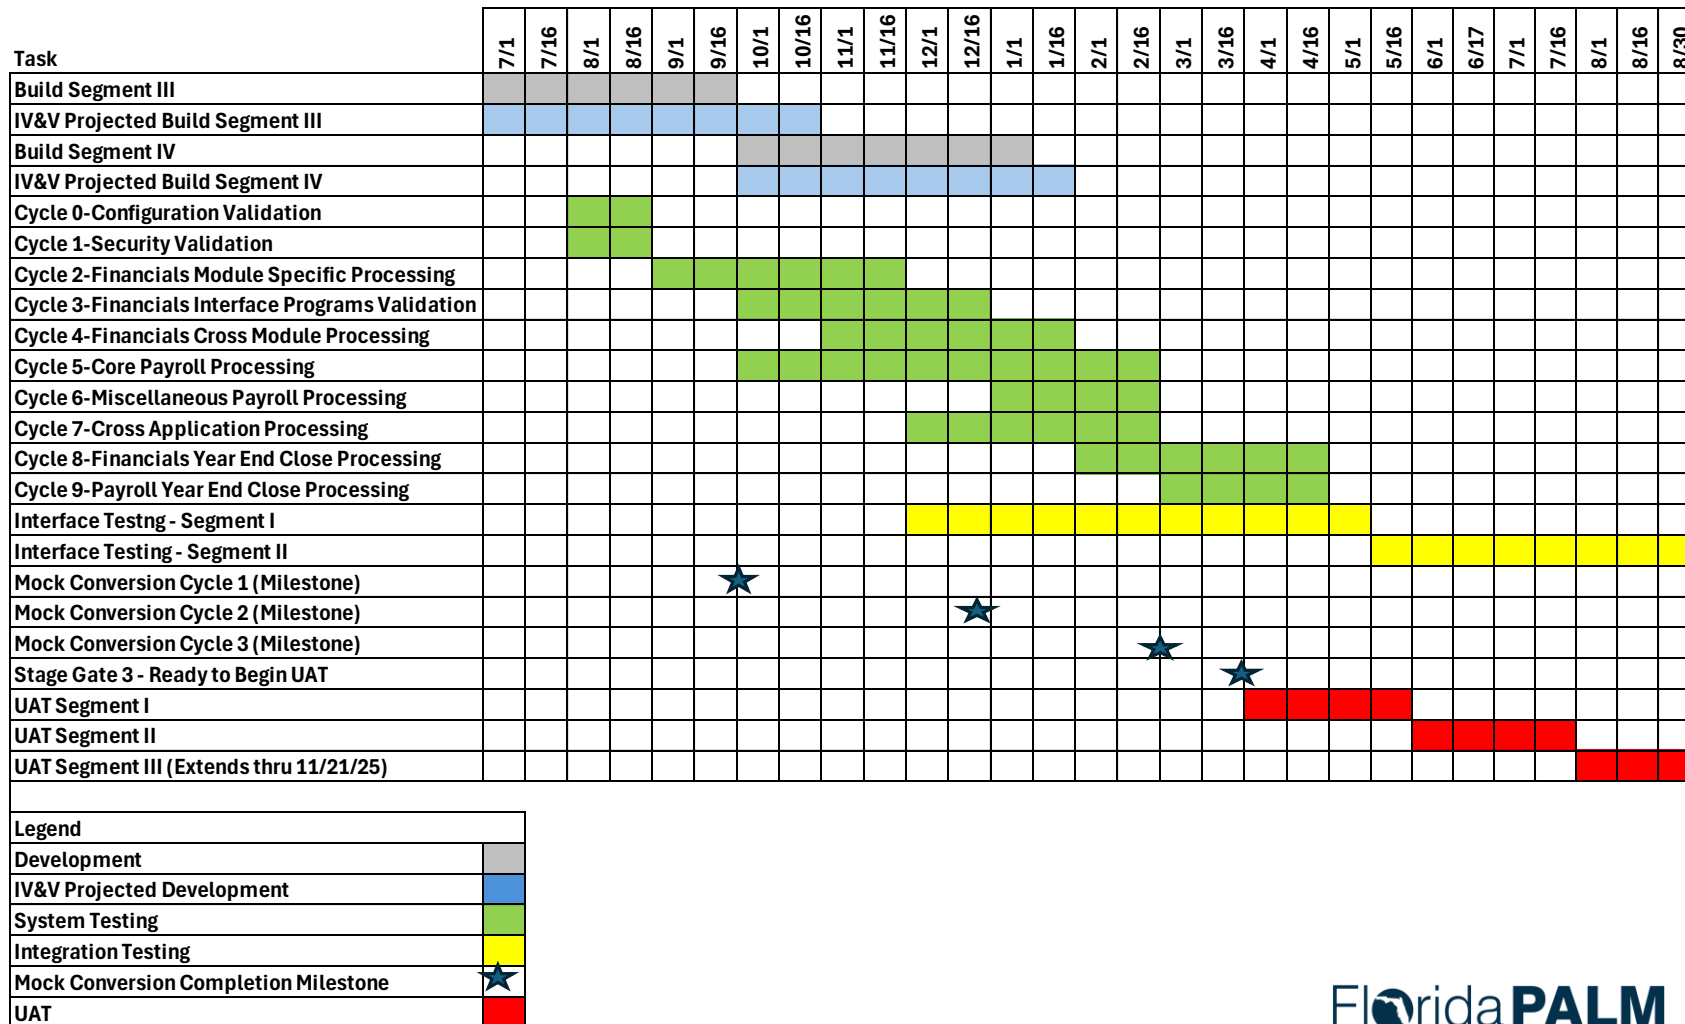 Task 7/1 7/16 8/1 8/16 9/1 9/16 10/1 10/16 11/1 11/16 12/1 12/16 1/1 1/16 2/1 2/16 3/1 3/16 4/1 4/16 5/1 5/16 6/1 6/17 7/1 7/16 8/1 8/16 8/30
Build Segment III
IV&V Projected Build Segment III
Build Segment IV
IV&V Projected Build Segment IV
Cycle 0-Configuration Validation
Cycle 1-Security Validation
Cycle 2-Financials Module Specific Processing
Cycle 3-Financials Interface Programs Validation
Cycle 4-Financials Cross Module Processing
Cycle 5-Core Payroll Processing
Cycle 6-Miscellaneous Payroll Processing
Cycle 7-Cross Application Processing
Cycle 8-Financials Year End Close Processing
Cycle 9-Payroll Year End Close Processing
Interface Testng - Segment I
Interface Testing - Segment II
Mock Conversion Cycle 1 (Milestone)
Mock Conversion Cycle 2 (Milestone)
Mock Conversion Cycle 3 (Milestone)
Stage Gate 3 - Ready to Begin UAT
UAT Segment I
UAT Segment II
UAT Segment III (Extends thru 11/21/25)
Legend
Development
IV&V Projected Development
System Testing
Integration Testing
Mock Conversion Completion Milestone
UAT
Florida PALM